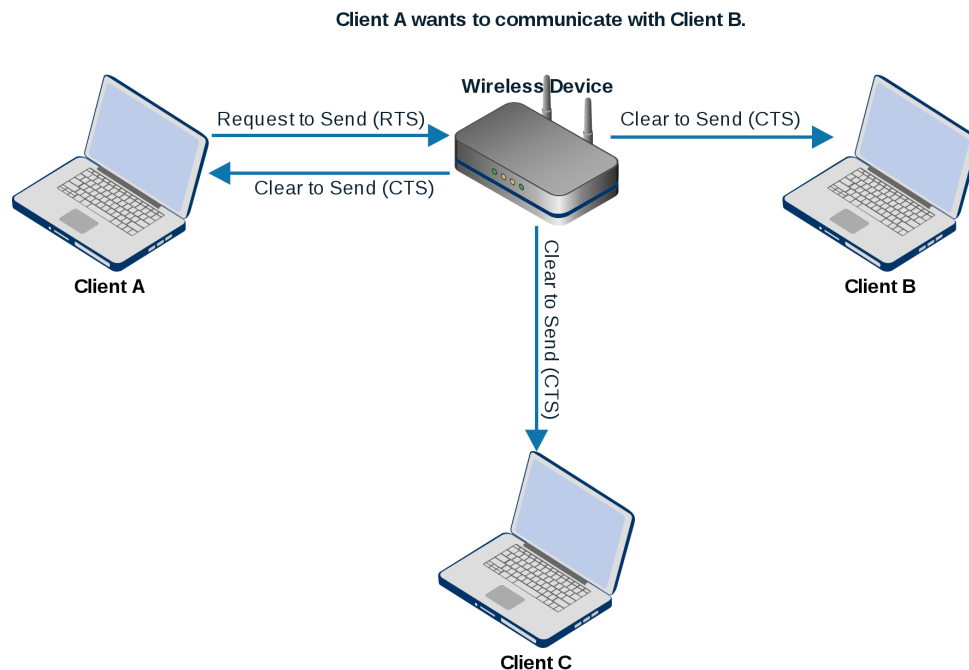 Client A wants to communicate with Client B.
Wireless Device
Request to Send (RTS)
Clear to Send (CTS)
Clear to Send (CTS)
Clear to Send (CTS)
Client A
Client B
Client C